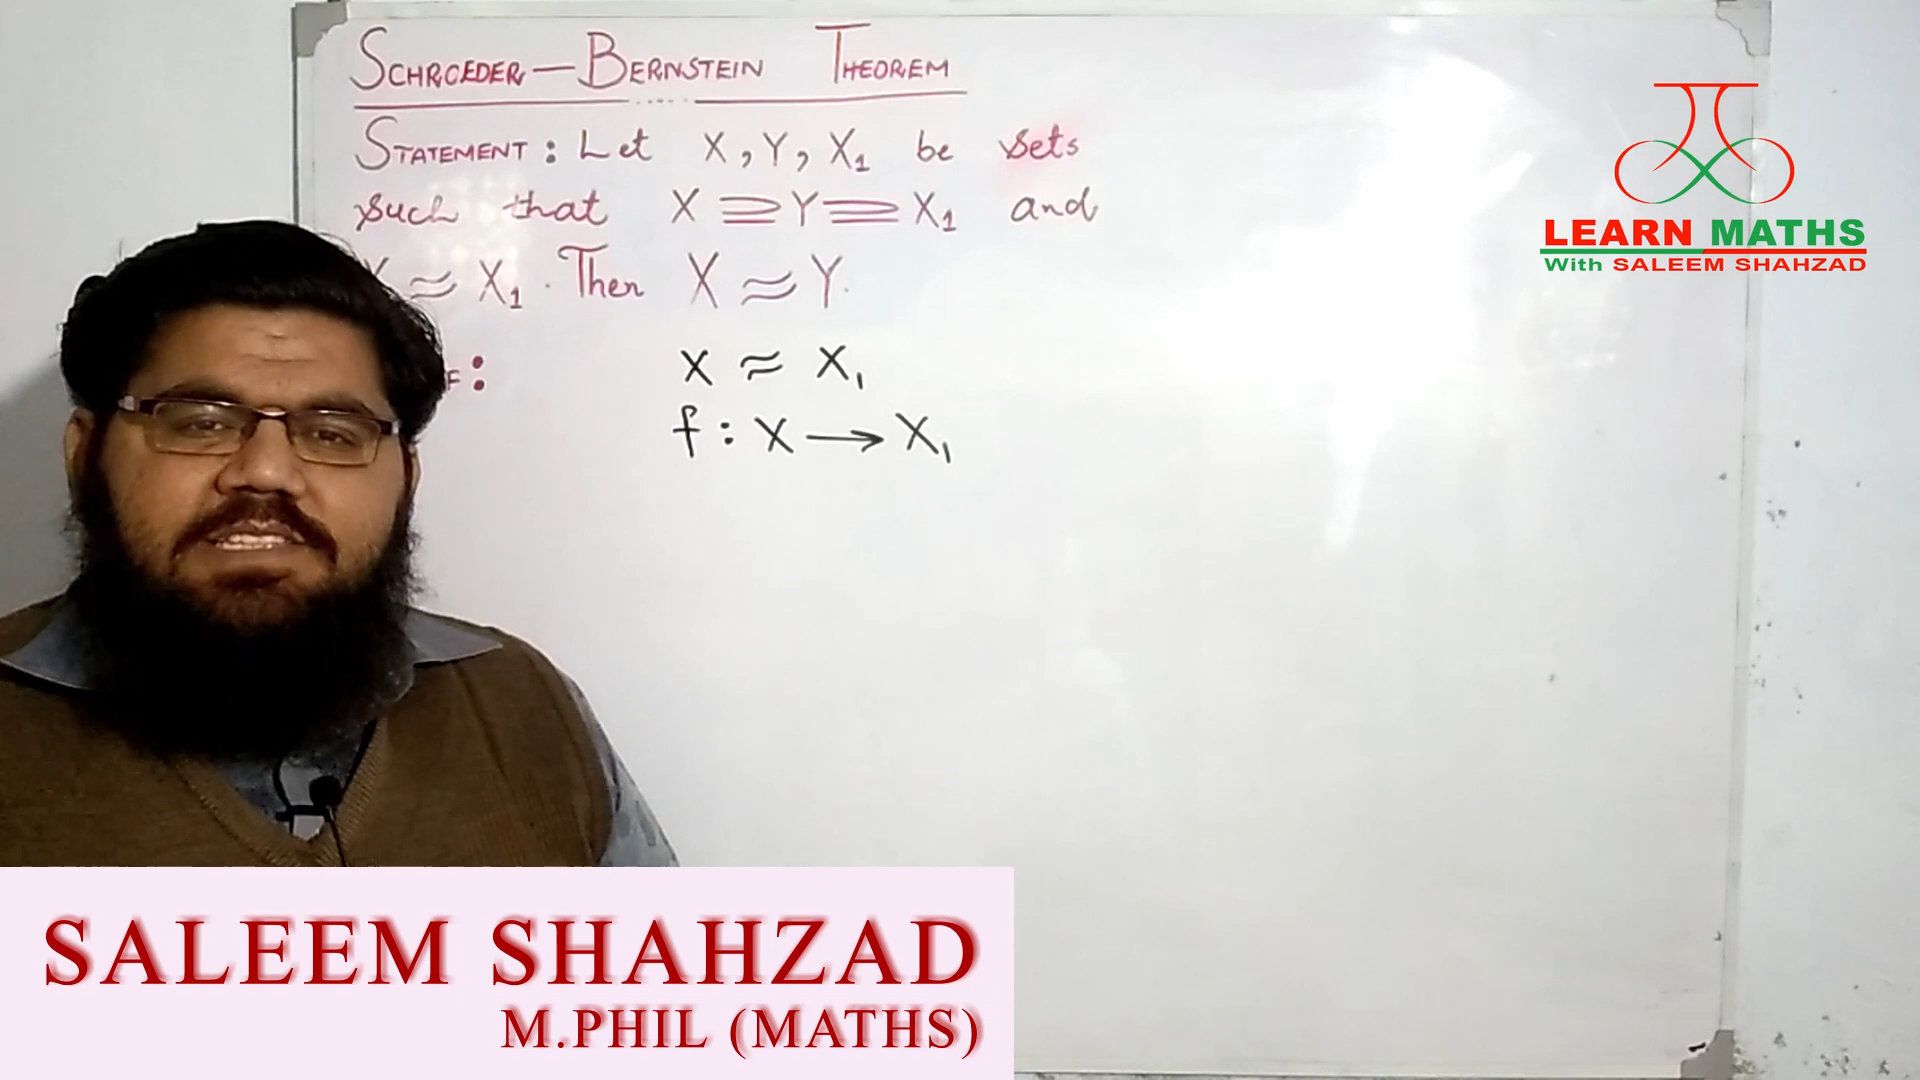 SCHROEDER — BERNSTEIN THEOREM
STATEMENT : Let X , Y , X₁ be sets
such that X ⊇ Y ⊇ X₁ and
≈ X₁ . Then X ≈ Y.
F :
X ≈ X₁
f : X → X₁
LEARN MATHS
With SALEEM SHAHZAD
SALEEM SHAHZAD
M.PHIL (MATHS)